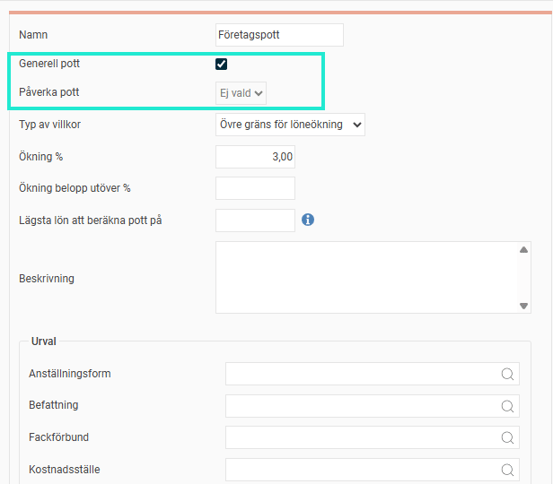 Namn Företagspott
Generell pott
Påverka pott Ej vald
Typ av villkor Övre gräns för löneökning
Ökning % 3,00
Ökning belopp utöver %
Lägsta lön att beräkna pott på
Beskrivning
Urval
Anställningsform
Befattning
Fackförbund
Kostnadsställe